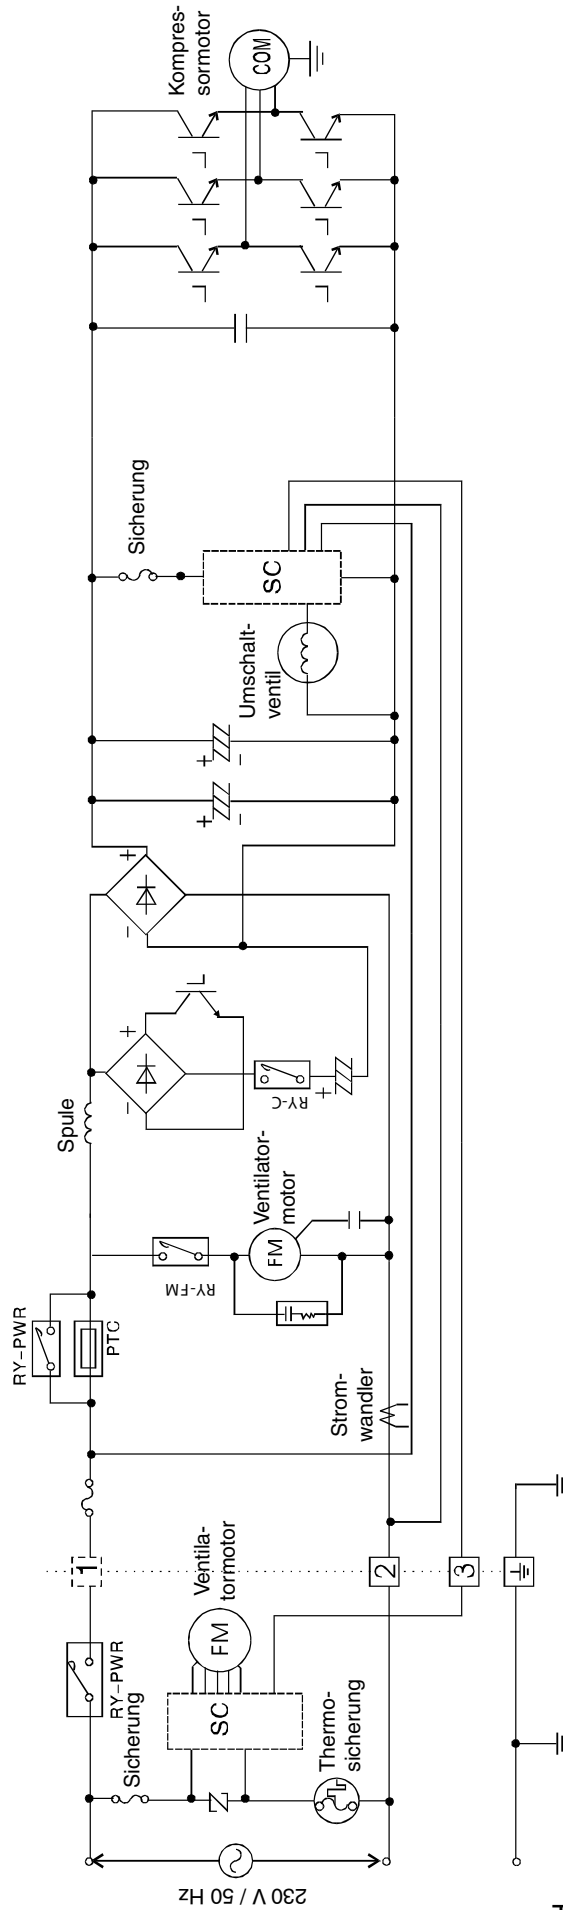 Kompres-
sormotor
COM
Sicherung
SC
Umschalt-
ventil
+
−
+
−
+
−
+
−
Spule
RY-C
+
Ventilator-
motor
FM
RY-FM
RY-PWR
PTC
Strom-
wandler
1
2
3
Ventila-
tormotor
FM
SC
RY-PWR
Sicherung
Thermo-
sicherung
230 V / 50 Hz